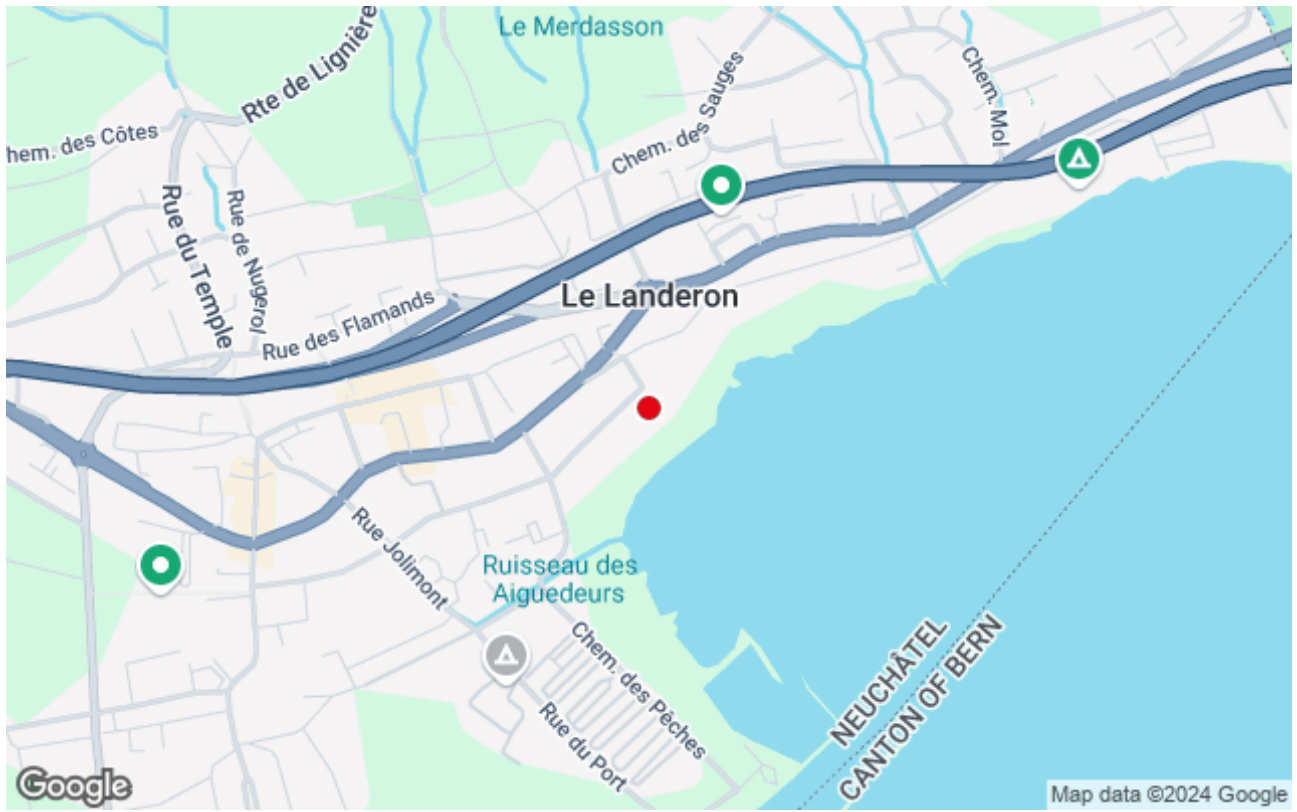 Le Merdasson
Rte de Lignière
Chem. des Sauges
Chem. Mol
hem. des Côtes
Rue du Temple
Rue de Nugerol
Rue des Flamands
Le Landeron
Rue Jolimont
Ruisseau des
Aiguedeurs
Chem. des Pêches
Rue du Port
NEUCHÂTEL
CANTON OF BERN
Google
Map data ©2024 Google